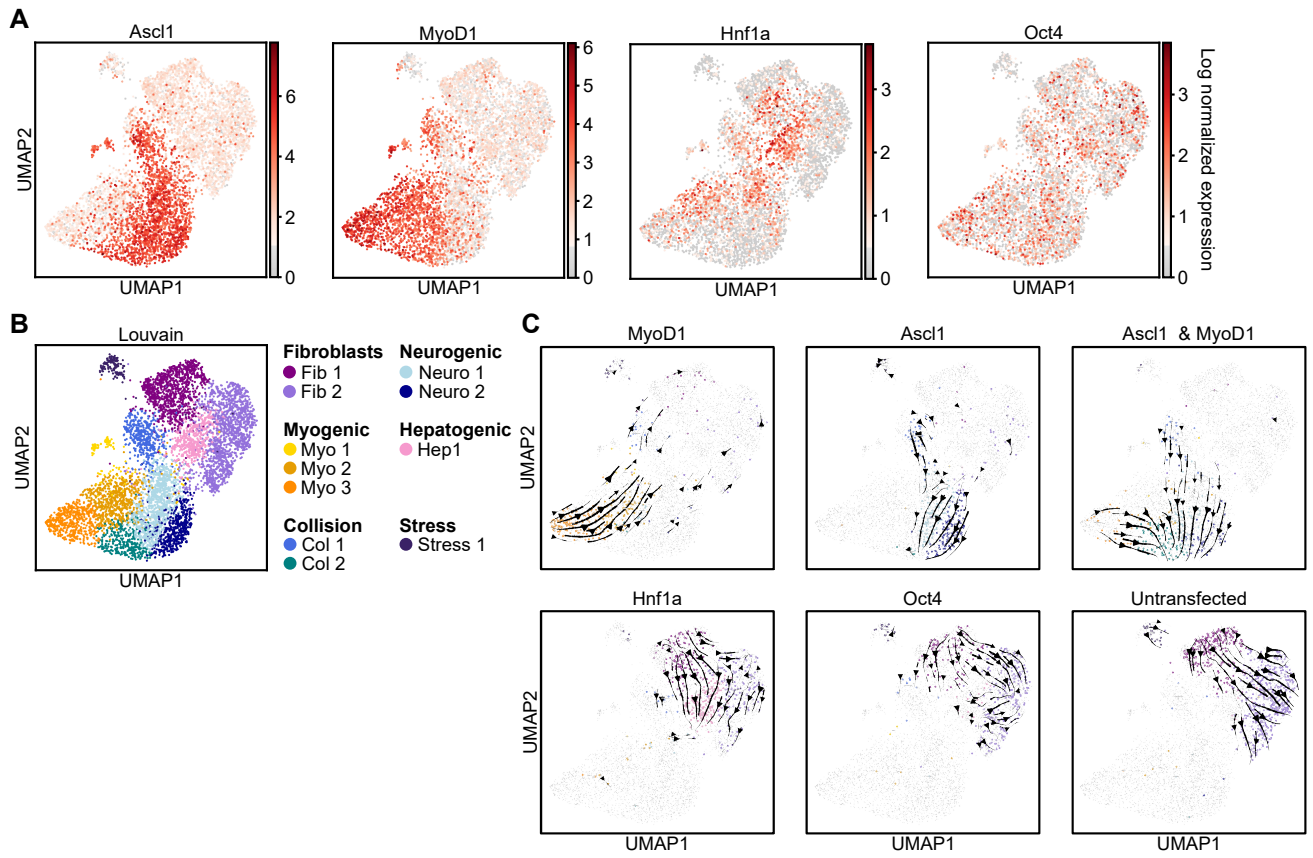 A
Ascl1
MyoD1
Hnf1a
Oct4
6
4
2
0
6
5
4
3
2
1
0
3
2
1
0
3
2
1
0
Log normalized expression
UMAP2
UMAP1
UMAP1
UMAP1
UMAP1
B
Louvain
UMAP2
UMAP1
Fibroblasts
Fib 1
Fib 2
Myogenic
Myo 1
Myo 2
Myo 3
Collision
Col 1
Col 2
Neurogenic
Neuro 1
Neuro 2
Hepatogenic
Hep1
Stress
Stress 1
C
MyoD1
Ascl1
Ascl1 & MyoD1
UMAP2
Hnf1a
Oct4
Untransfected
UMAP2
UMAP1
UMAP1
UMAP1